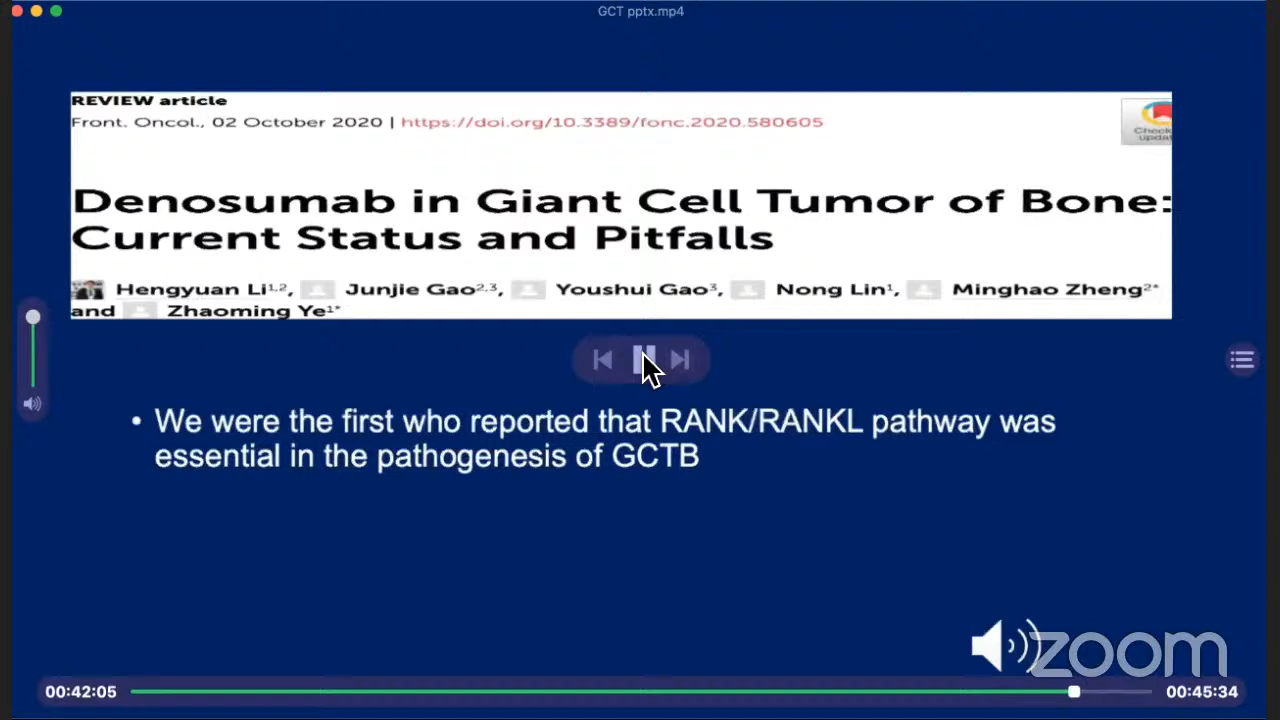 GCT pptx.mp4
REVIEW article
Front. Oncol., 02 October 2020 | https://doi.org/10.3389/fonc.2020.580605
Check
updat
Denosumab in Giant Cell Tumor of Bone:
Current Status and Pitfalls
Hengyuan Li1,2, Junjie Gao2,3, Youshui Gao3, Nong Lin1, Minghao Zheng2*
and Zhaoming Ye1*
• We were the first who reported that RANK/RANKL pathway was
essential in the pathogenesis of GCTB
zoom
00:42:05
00:45:34